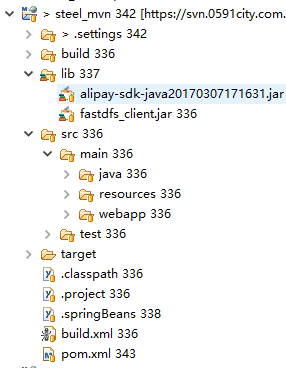 > steel_mvn 342 [https://svn.0591city.com.
> .settings 342
build 336
lib 337
alipay-sdk-java20170307171631.jar
fastdfs_client.jar 336
src 336
main 336
java 336
resources 336
webapp 336
test 336
target
.classpath 336
.project 336
.springBeans 338
build.xml 336
pom.xml 343